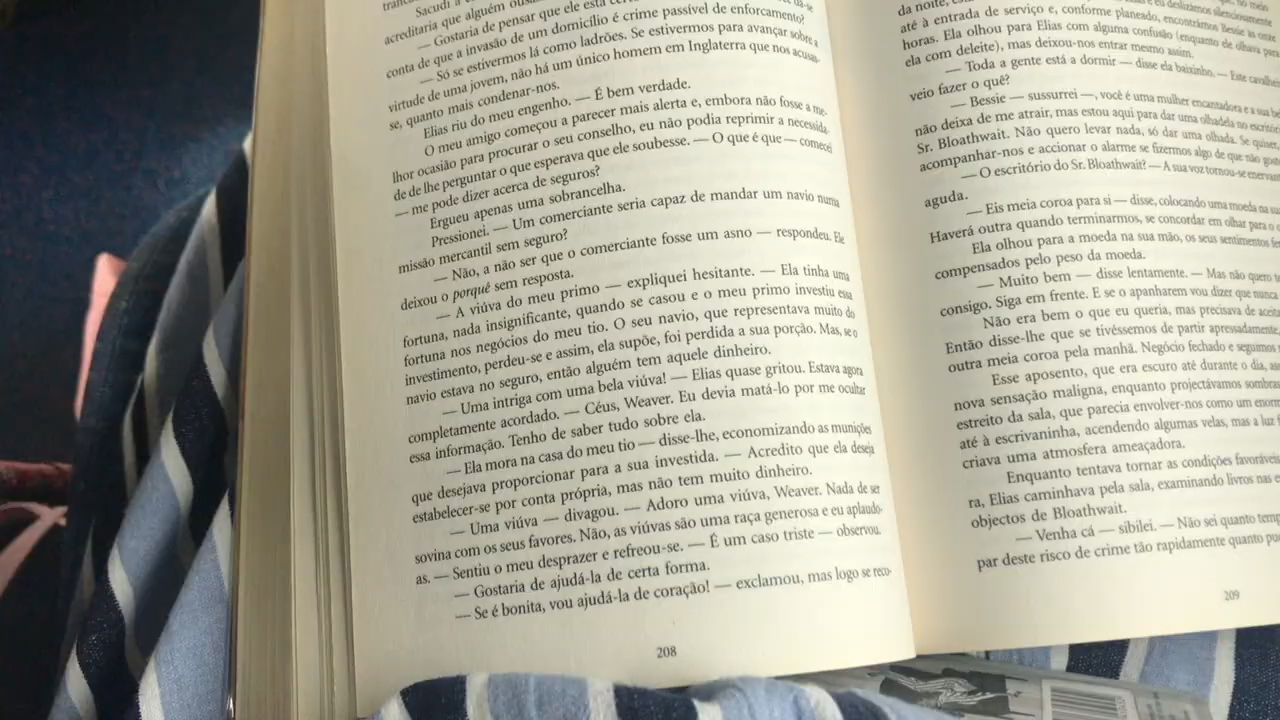 Sacudi a
acreditaria que alguém
— Gostaria de pensar que ele está
conta de que a invasão de um domicílio é crime passível de enforcamento?
— Só se estivermos lá como ladrões. Se estivermos para avançar sobre a
virtude de uma jovem, não há um único homem em Inglaterra que nos acusas-
se, quanto mais condenar-nos.
Elias riu do meu engenho. — É bem verdade.
O meu amigo começou a parecer mais alerta e, embora não fosse a me-
lhor ocasião para procurar o seu conselho, eu não podia reprimir a necessida-
de de lhe perguntar o que esperava que ele soubesse. — O que é que — comecei
— me pode dizer acerca de seguros?
Ergueu apenas uma sobrancelha.
Pressionei. — Um comerciante seria capaz de mandar um navio numa
missão mercantil sem seguro?
— Não, a não ser que o comerciante fosse um asno — respondeu. Ele
deixou o porquê sem resposta.
— A viúva do meu primo — expliquei hesitante. — Ela tinha uma
fortuna, nada insignificante, quando se casou e o meu primo investiu essa
fortuna nos negócios do meu tio. O seu navio, que representava muito do
investimento, perdeu-se e assim, ela supõe, foi perdida a sua porção. Mas, se o
navio estava no seguro, então alguém tem aquele dinheiro.
— Uma intriga com uma bela viúva! — Elias quase gritou. Estava agora
completamente acordado. — Céus, Weaver. Eu devia matá-lo por me ocultar
essa informação. Tenho de saber tudo sobre ela.
— Ela mora na casa do meu tio — disse-lhe, economizando as munições
que desejava proporcionar para a sua investida. — Acredito que ela deseja
estabelecer-se por conta própria, mas não tem muito dinheiro.
— Uma viúva — divagou. — Adoro uma viúva, Weaver. Nada de ser
sovina com os seus favores. Não, as viúvas são uma raça generosa e eu aplaudo-
as. — Sentiu o meu desprazer e refreou-se. — É um caso triste — observou.
— Gostaria de ajudá-la de certa forma.
— Se é bonita, vou ajudá-la de coração! — exclamou, mas logo se reco-
208
da noite, e eu deslizámos silenciosamente
até à entrada de serviço e, conforme planeado, encontrámos Bessie às onze
horas. Ela olhou para Elias com alguma confusão (enquanto ele olhava para
ela com deleite), mas deixou-nos entrar mesmo assim.
— Toda a gente está a dormir — disse ela baixinho. — Este cavalheiro
veio fazer o quê?
— Bessie — sussurrei —, você é uma mulher encantadora e a sua
não deixa de me atrair, mas estou aqui para dar uma olhadela no escritório
Sr. Bloathwait. Não quero levar nada, só dar uma olhada. Se quiser,
acompanhar-nos e accionar o alarme se fizermos algo de que não
— O escritório do Sr. Bloathwait? — A sua voz tornou-se
aguda.
— Eis meia coroa para si — disse, colocando uma moeda na
Haverá outra quando terminarmos, se concordar em olhar para o
Ela olhou para a moeda na sua mão, os seus sentimentos
compensados pelo peso da moeda.
— Muito bem — disse lentamente. — Mas não quero
consigo. Siga em frente. E se o apanharem vou dizer que nunca
Não era bem o que eu queria, mas precisava de
Então disse-lhe que se tivéssemos de partir apressadamente
outra meia coroa pela manhã. Negócio fechado e seguimos
Esse aposento, que era escuro até durante o dia,
nova sensação maligna, enquanto projectávamos
estreito da sala, que parecia envolver-nos como um
até à escrivaninha, acendendo algumas velas, mas a luz
criava uma atmosfera ameaçadora.
Enquanto tentava tornar as condições
ra, Elias caminhava pela sala, examinando livros nas
objectos de Bloathwait.
— Venha cá — sibilei. — Não sei quanto
par deste risco de crime tão rapidamente quanto
209